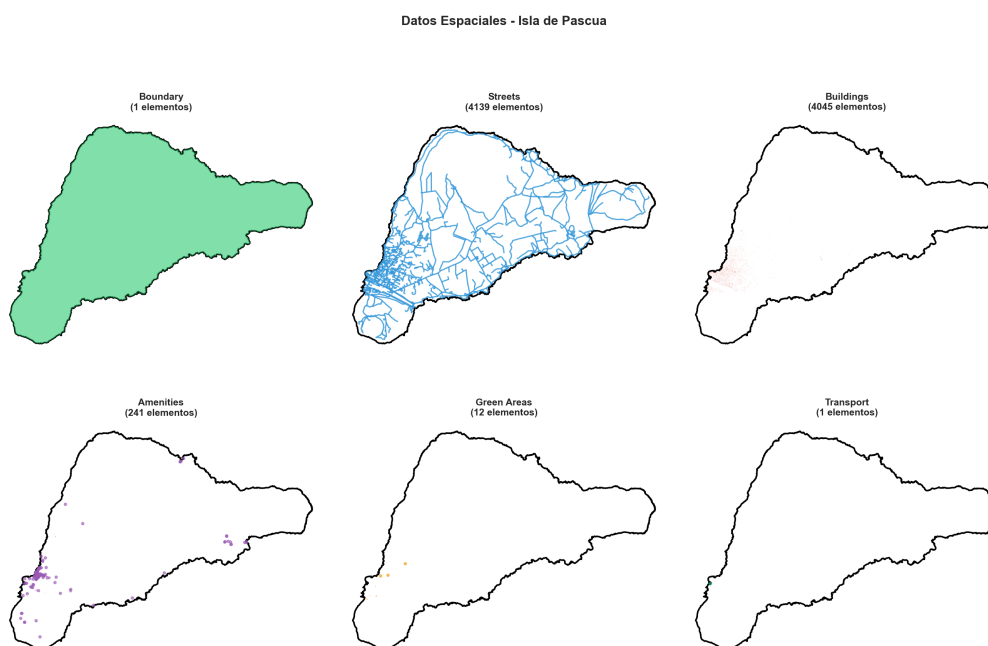 Datos Espaciales - Isla de Pascua
Boundary
(1 elementos)
Streets
(4139 elementos)
Buildings
(4045 elementos)
Amenities
(241 elementos)
Green Areas
(12 elementos)
Transport
(1 elementos)